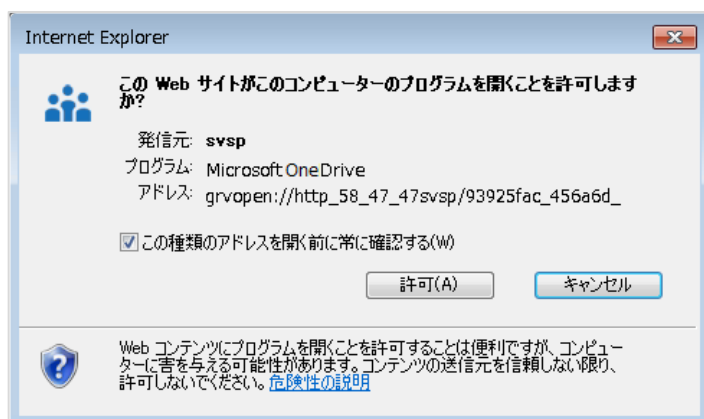 Internet Explorer
この Web サイトがこのコンピューターのプログラムを開くことを許可します
か?
発信元: svsp
プログラム: Microsoft OneDrive
アドレス: grvopen://http_58_47_47svsp/93925fac_456a6d_
この種類のアドレスを開く前に常に確認する(W)
許可(A) キャンセル
Web コンテンツにプログラムを開くことを許可することは便利ですが、コンピュー
ターに害を与える可能性があります。コンテンツの送信元を信頼しない限り、
許可しないでください。危険性の説明